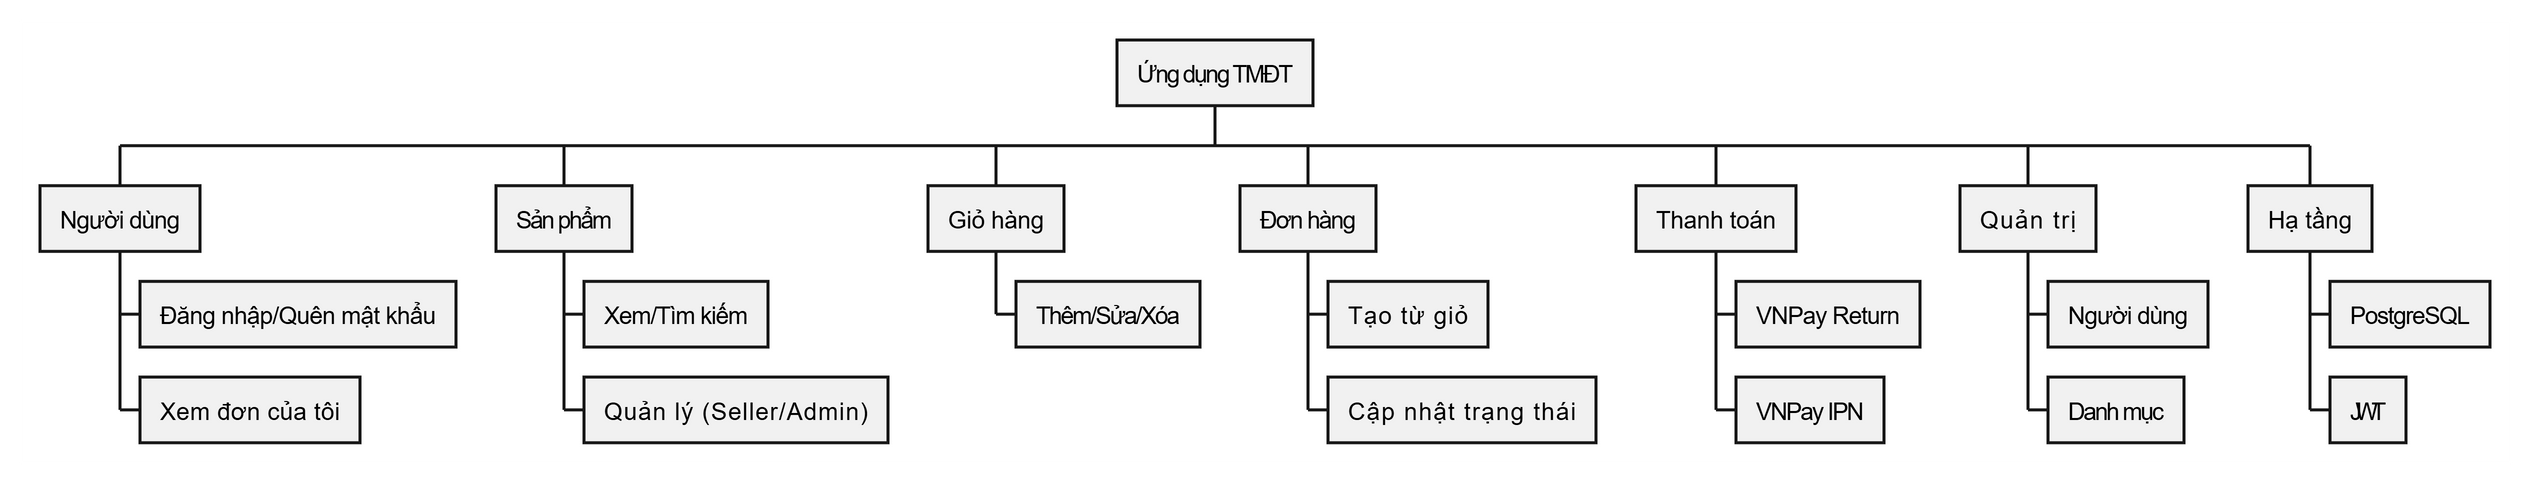 Ứng dụng TMĐT
Người dùng
Sản phẩm
Giỏ hàng
Đơn hàng
Thanh toán
Quản trị
Hạ tầng
Đăng nhập/Quên mật khẩu
Xem/Tìm kiếm
Thêm/Sửa/Xóa
Tạo từ giỏ
VNPay Return
Người dùng
PostgreSQL
Xem đơn của tôi
Quản lý (Seller/Admin)
Cập nhật trạng thái
VNPay IPN
Danh mục
JWT